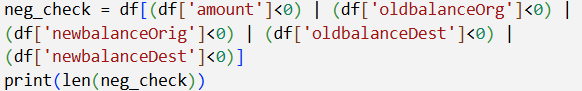 neg_check = df[(df['amount']<0) | (df['oldbalanceOrg']<0) |
(df['newbalanceOrig']<0) | (df['oldbalanceDest']<0) |
(df['newbalanceDest']<0)]
print(len(neg_check))